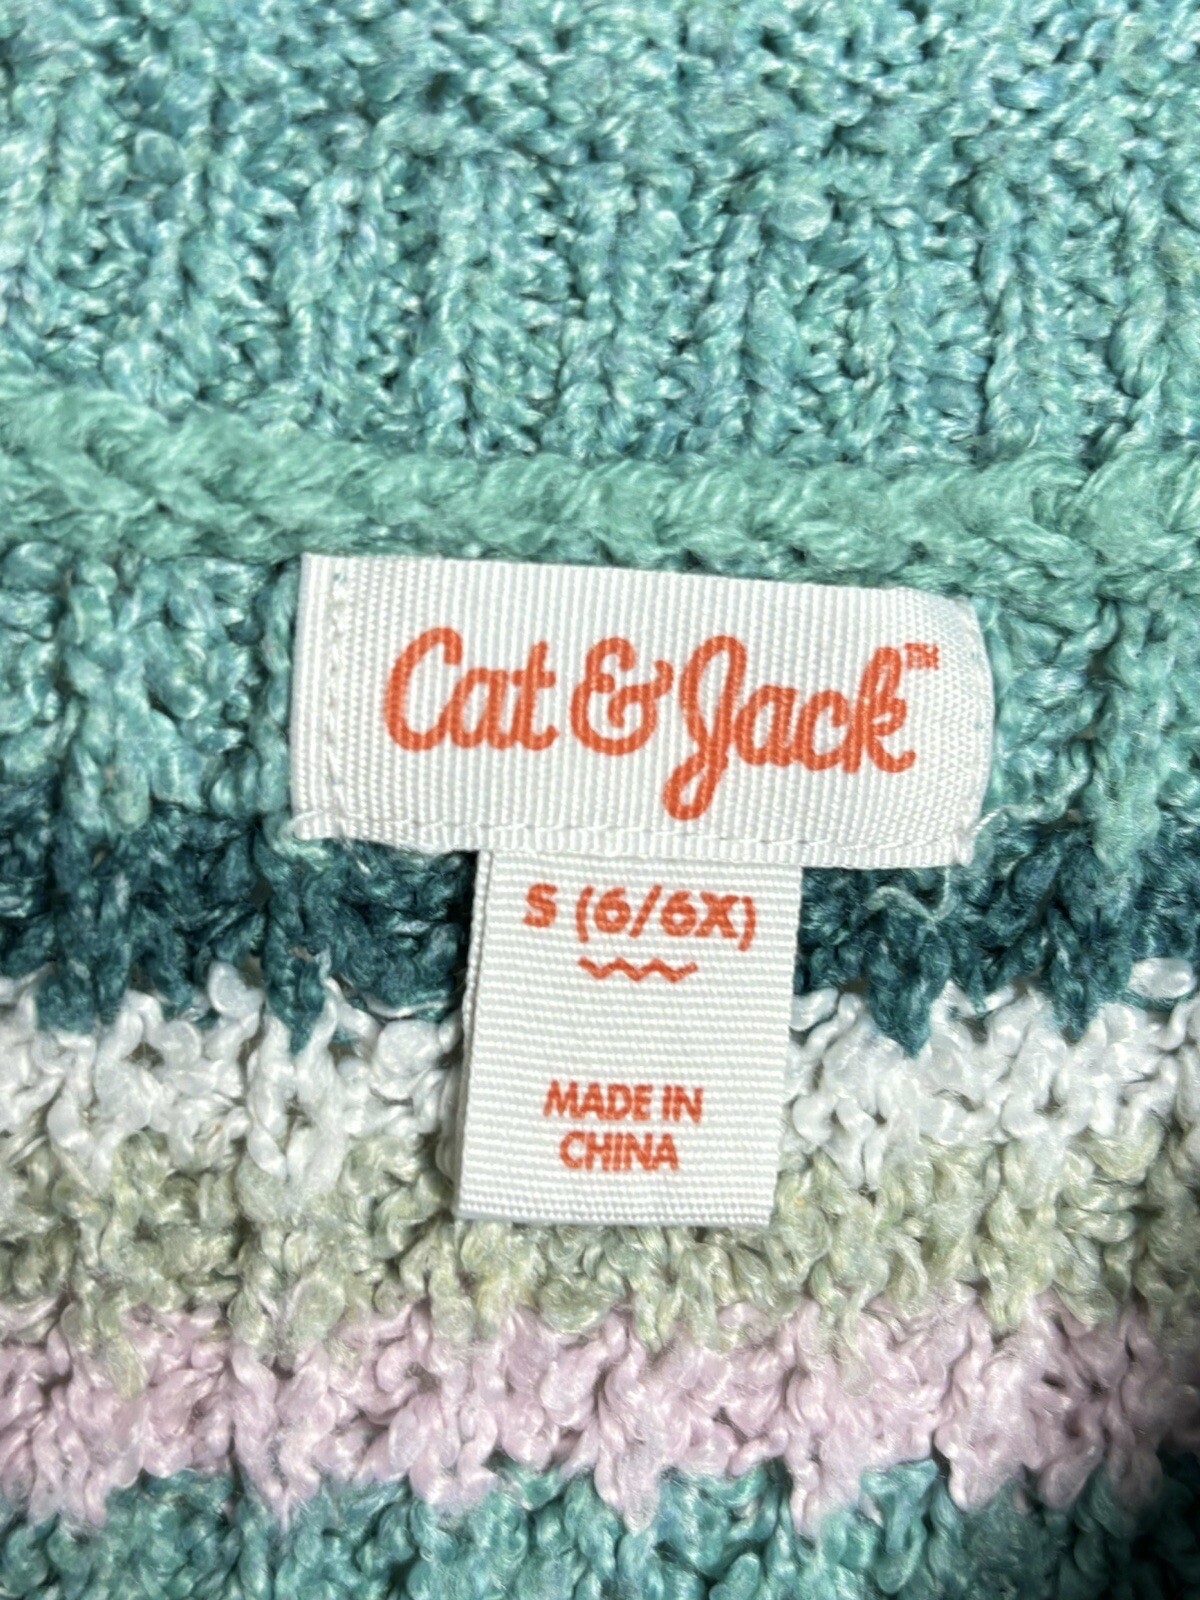 Cat & Jack™
S (6/6X)
MADE IN
CHINA